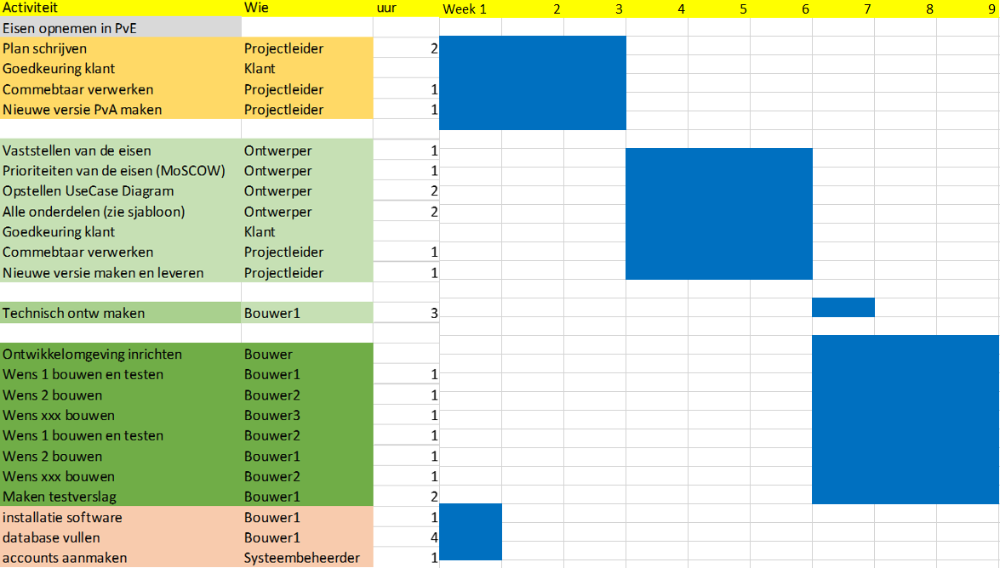 Activiteit Wie uur Week 1 2 3 4 5 6 7 8 9
Eisen opnemen in PvE
Plan schrijven Projectleider 2
Goedkeuring klant Klant
Commebtaar verwerken Projectleider 1
Nieuwe versie PvA maken Projectleider 1
Vaststellen van de eisen Ontwerper 1
Prioriteiten van de eisen (MoSCOW) Ontwerper 1
Opstellen UseCase Diagram Ontwerper 2
Alle onderdelen (zie sjabloon) Ontwerper 2
Goedkeuring klant Klant
Commebtaar verwerken Projectleider 1
Nieuwe versie maken en leveren Projectleider 1
Technisch ontw maken Bouwer1 3
Ontwikkelomgeving inrichten Bouwer
Wens 1 bouwen en testen Bouwer1 1
Wens 2 bouwen Bouwer2 1
Wens xxx bouwen Bouwer3 1
Wens 1 bouwen en testen Bouwer2 1
Wens 2 bouwen Bouwer1 1
Wens xxx bouwen Bouwer2 1
Maken testverslag Bouwer1 2
installatie software Bouwer1 1
database vullen Bouwer1 4
accounts aanmaken Systeembeheerder 1